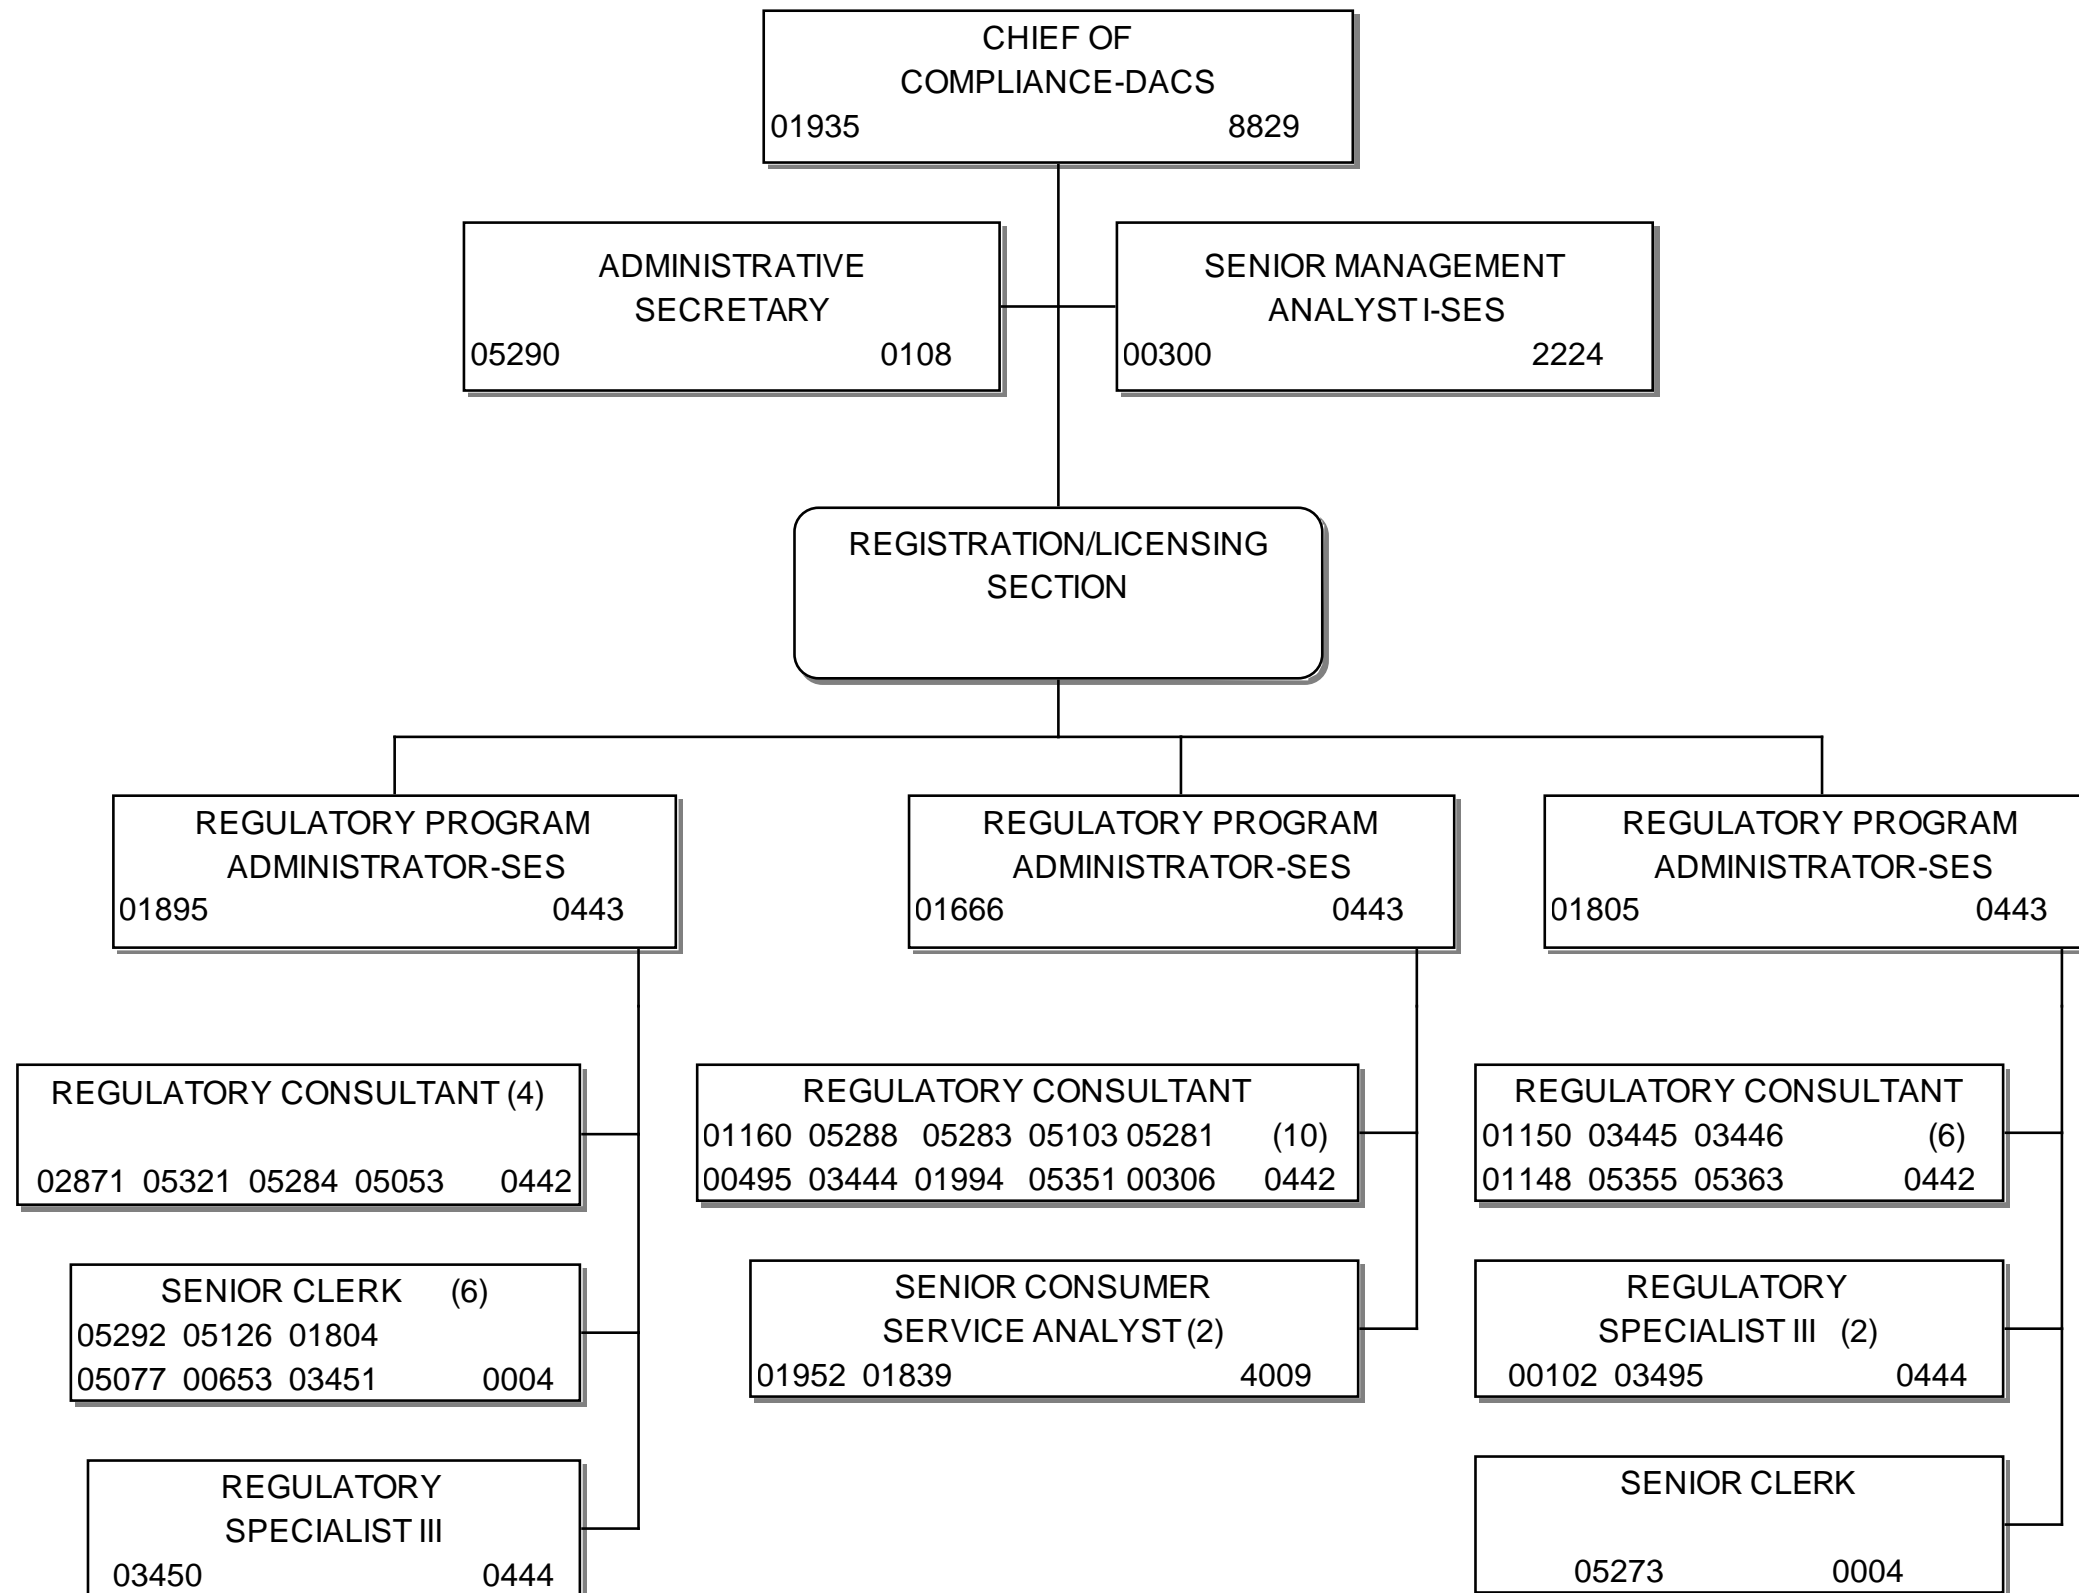 CHIEF OF
COMPLIANCE-DACS
01935 8829
ADMINISTRATIVE
SECRETARY
05290 0108
SENIOR MANAGEMENT
ANALYST I-SES
00300 2224
REGISTRATION/LICENSING
SECTION
REGULATORY PROGRAM
ADMINISTRATOR-SES
01895 0443
REGULATORY PROGRAM
ADMINISTRATOR-SES
01666 0443
REGULATORY PROGRAM
ADMINISTRATOR-SES
01805 0443
REGULATORY CONSULTANT (4)
02871 05321 05284 05053 0442
REGULATORY CONSULTANT
01160 05288 05283 05103 05281 (10)
00495 03444 01994 05351 00306 0442
REGULATORY CONSULTANT
01150 03445 03446 (6)
01148 05355 05363 0442
SENIOR CLERK (6)
05292 05126 01804
05077 00653 03451 0004
SENIOR CONSUMER
SERVICE ANALYST (2)
01952 01839 4009
REGULATORY
SPECIALIST III (2)
00102 03495 0444
REGULATORY
SPECIALIST III
03450 0444
SENIOR CLERK
05273 0004